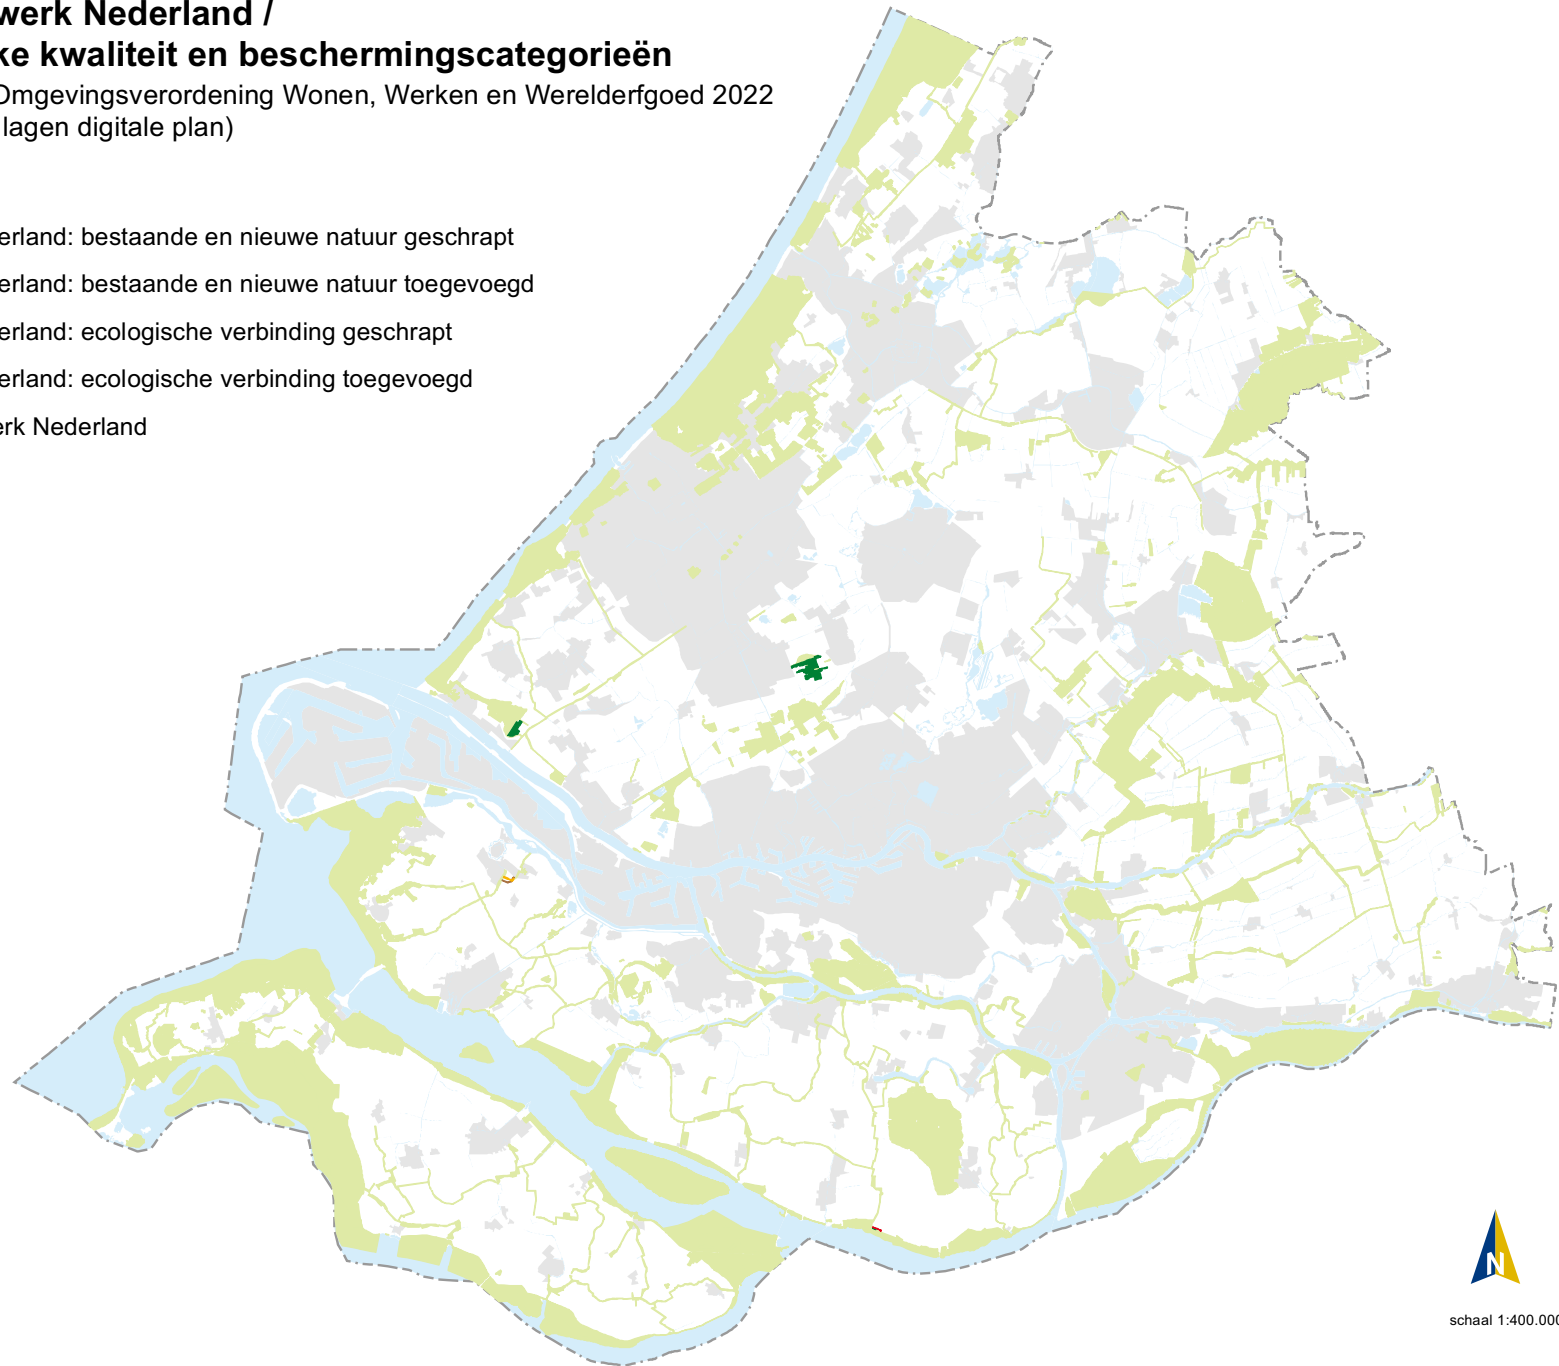 werk Nederland /
ke kwaliteit en beschermingscategorieën
Omgevingsverordening Wonen, Werken en Werelderfgoed 2022
lagen digitale plan)
erland: bestaande en nieuwe natuur geschrapt
erland: bestaande en nieuwe natuur toegevoegd
erland: ecologische verbinding geschrapt
erland: ecologische verbinding toegevoegd
erk Nederland
N
schaal 1:400.000